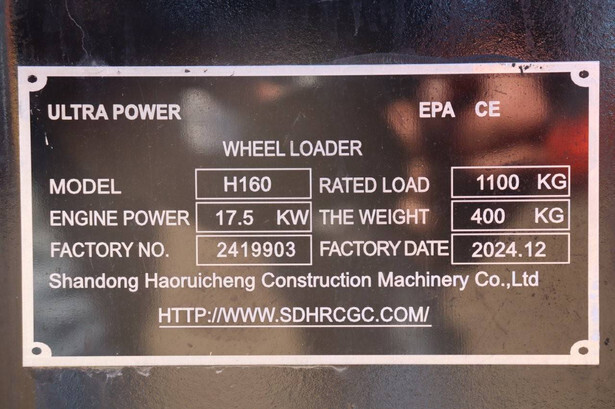 ULTRA POWER EPA CE
WHEEL LOADER
MODEL H160 RATED LOAD 1100 KG
ENGINE POWER 17.5 KW THE WEIGHT 400 KG
FACTORY NO. 2419903 FACTORY DATE 2024.12
Shandong Haoruicheng Construction Machinery Co.,Ltd
HTTP://WWW.SDHRCGC.COM/